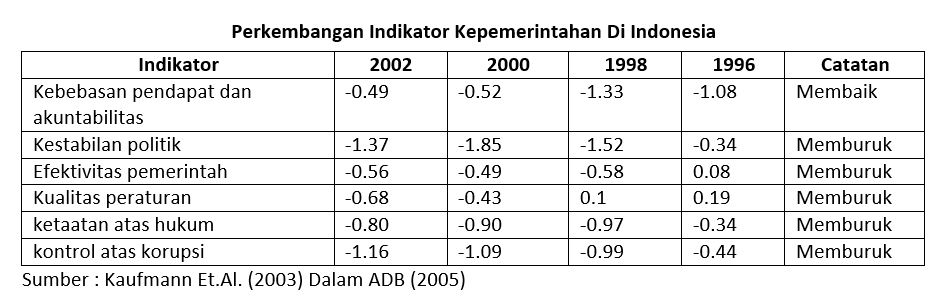 Perkembangan Indikator Kepemerintahan Di Indonesia
Indikator 2002 2000 1998 1996 Catatan
Kebebasan pendapat dan -0.49 -0.52 -1.33 -1.08 Membaik
akuntabilitas
Kestabilan politik -1.37 -1.85 -1.52 -0.34 Memburuk
Efektivitas pemerintah -0.56 -0.49 -0.58 0.08 Memburuk
Kualitas peraturan -0.68 -0.43 0.1 0.19 Memburuk
ketaatan atas hukum -0.80 -0.90 -0.97 -0.34 Memburuk
kontrol atas korupsi -1.16 -1.09 -0.99 -0.44 Memburuk
Sumber : Kaufmann Et.Al. (2003) Dalam ADB (2005)